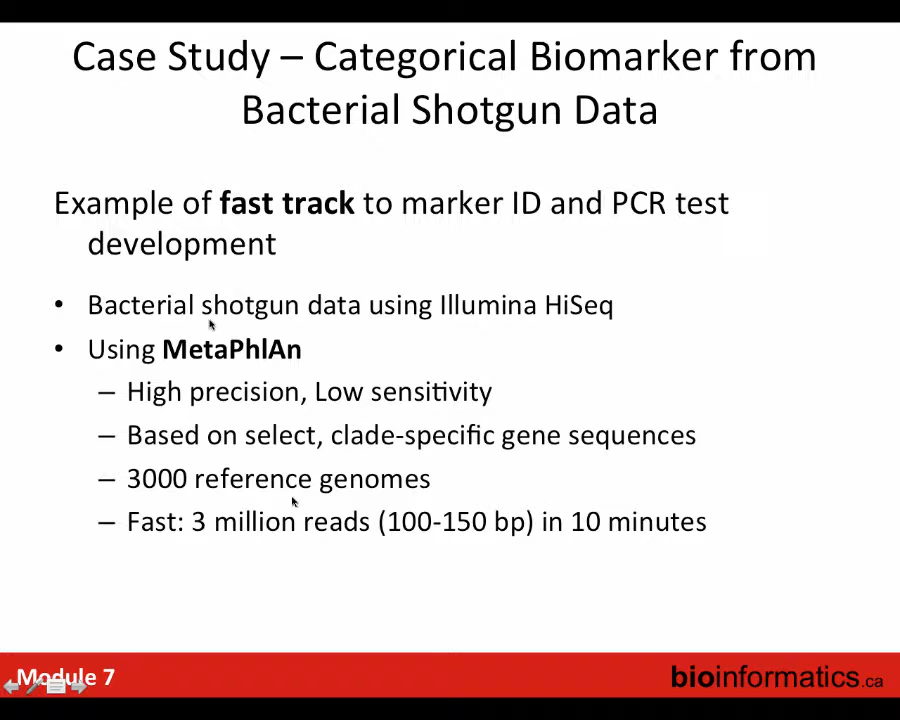 Case Study – Categorical Biomarker from
Bacterial Shotgun Data
Example of fast track to marker ID and PCR test
development
• Bacterial shotgun data using Illumina HiSeq
• Using MetaPhlAn
– High precision, Low sensitivity
– Based on select, clade-specific gene sequences
– 3000 reference genomes
– Fast: 3 million reads (100-150 bp) in 10 minutes
Module 7
bioinformatics.ca